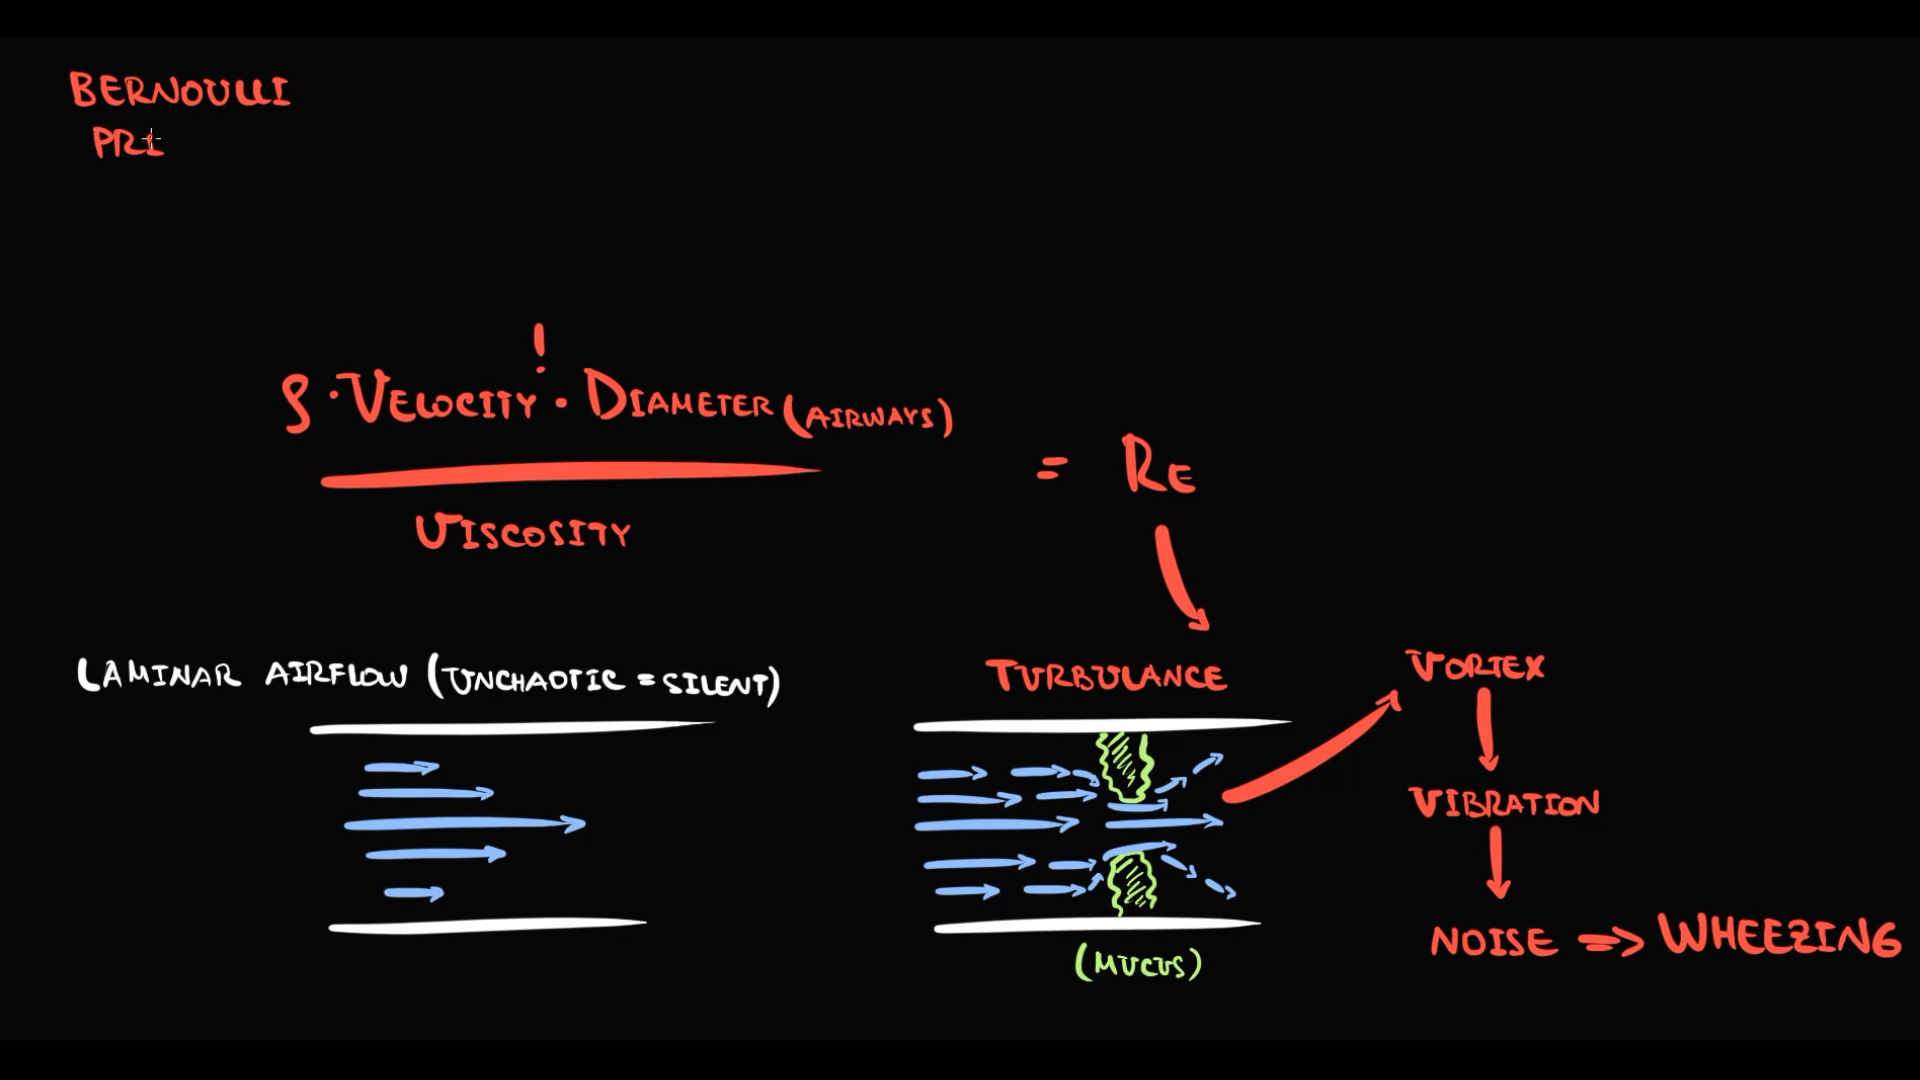 BERNOULLI
PRI
!
ρ · VELOCITY · DIAMETER (AIRWAYS)
= RE
VISCOSITY
LAMINAR AIRFLOW (UNCHAOTIC = SILENT)
TURBULANCE
VORTEX
VIBRATION
NOISE => WHEEZING
(MUCUS)